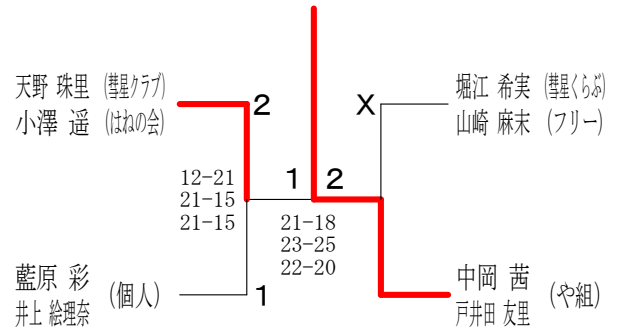 天野 珠里 (彗星クラブ)
小澤 遥 (はねの会)
2
X
堀江 希実 (彗星くらぶ)
山崎 麻末 (フリー)
12-21
21-15
21-15
1 2
21-18
23-25
22-20
藍原 彩
井上 絵理奈
(個人)
1
中岡 茜
戸井田 友里
(や組)